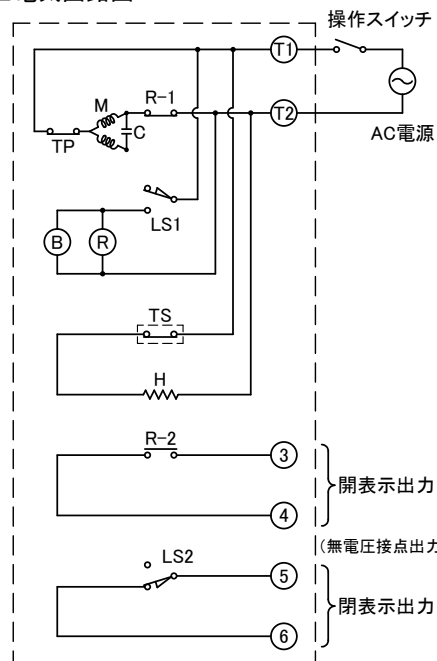 電気回路図
操作スイッチ
T1
M
R-1
T2
TP
C
AC電源
LS1
B
R
TS
H
R-2
3
開表示出力
4
(無電圧接点出力
LS2
5
閉表示出力
6